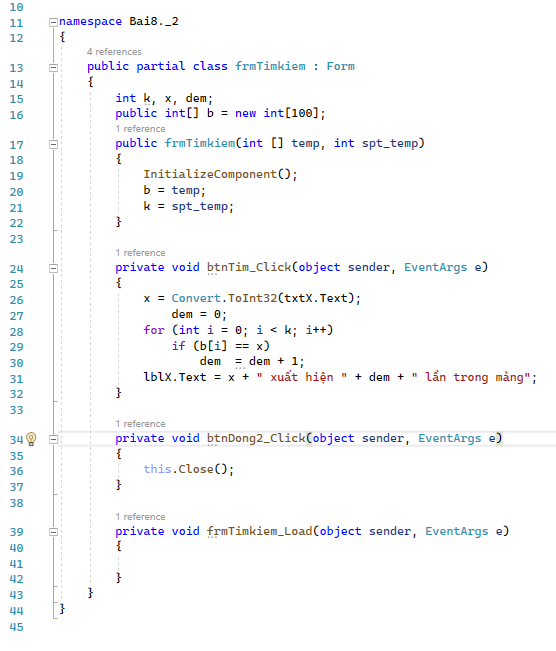 10
11 namespace Bai8._2
12 {
4 references
13 public partial class frmTimkiem : Form
14 {
15 int k, x, dem;
16 public int[] b = new int[100];
1 reference
17 public frmTimkiem(int [] temp, int spt_temp)
18 {
19 InitializeComponent();
20 b = temp;
21 k = spt_temp;
22 }
23
1 reference
24 private void btnTim_Click(object sender, EventArgs e)
25 {
26 x = Convert.ToInt32(txtX.Text);
27 dem = 0;
28 for (int i = 0; i < k; i++)
29 if (b[i] == x)
30 dem = dem + 1;
31 lblX.Text = x + " xuất hiện " + dem + " lần trong mảng";
32 }
33
1 reference
34 private void btnDong2_Click(object sender, EventArgs e)
35 {
36 this.Close();
37 }
38
1 reference
39 private void frmTimkiem_Load(object sender, EventArgs e)
40 {
41
42 }
43 }
44 }
45